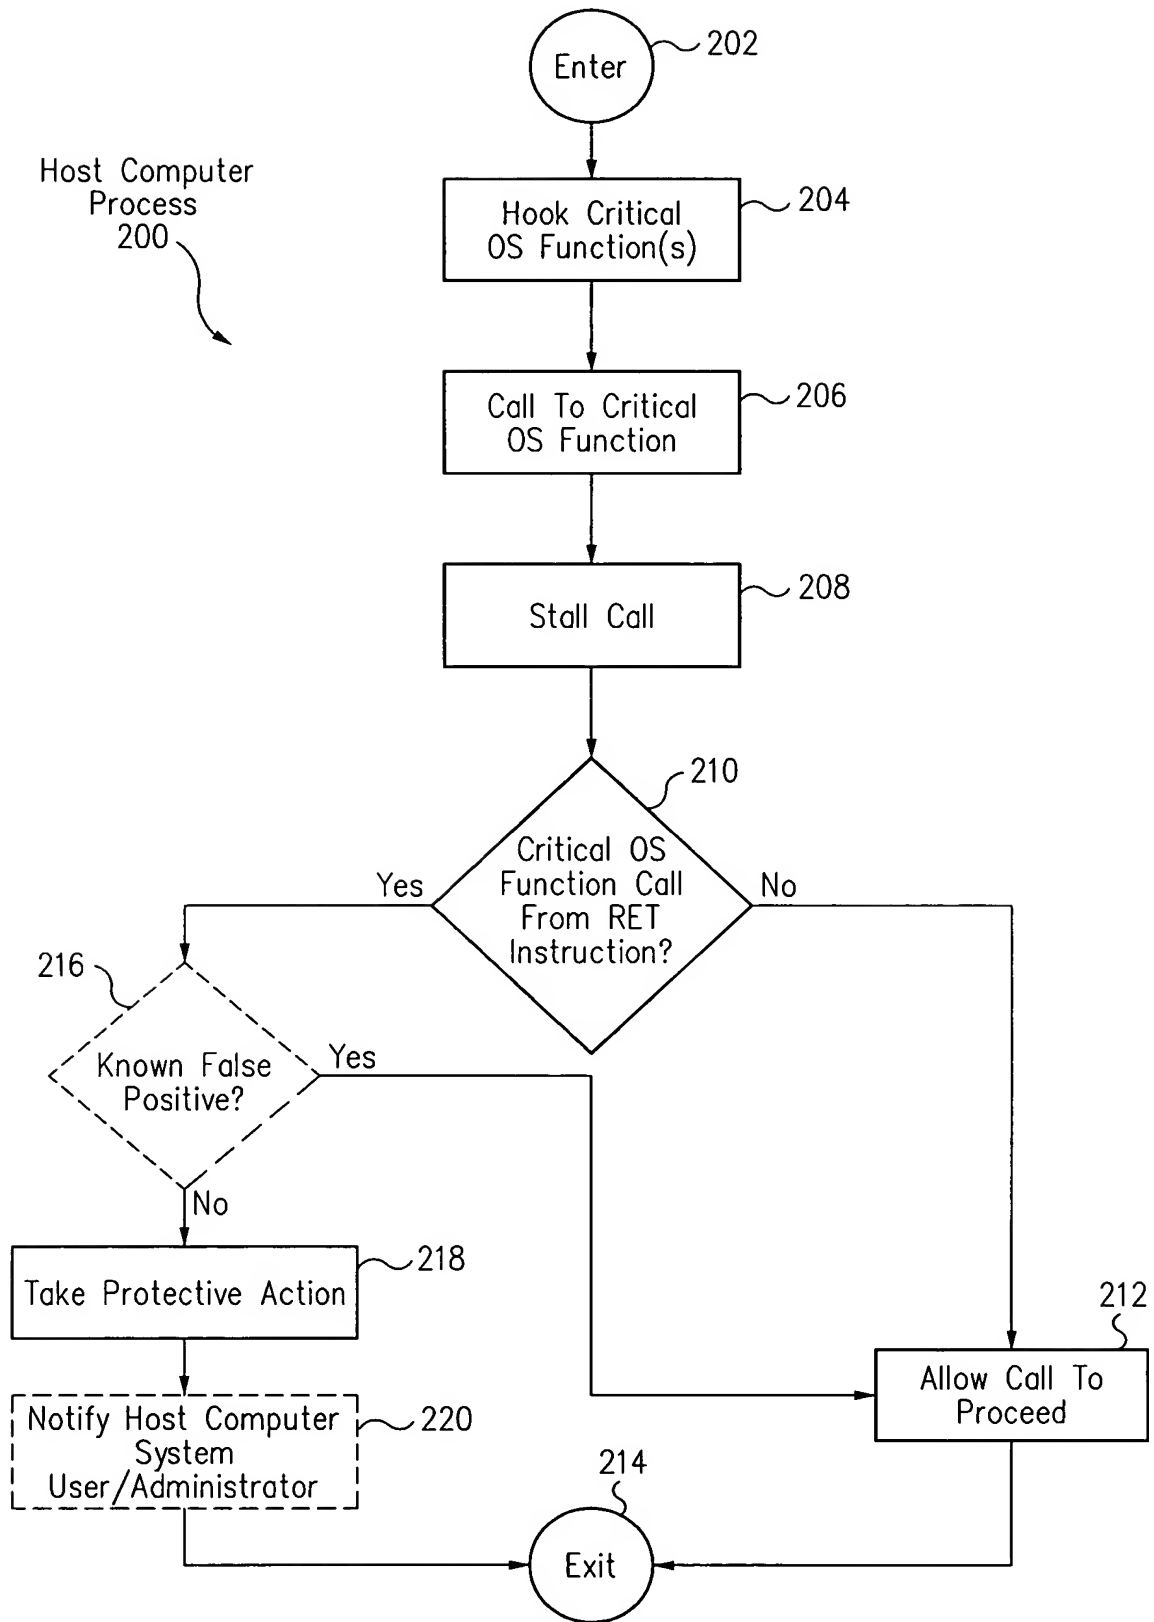 Enter
202
Host Computer
Process
200
Hook Critical
OS Function(s)
204
Call To Critical
OS Function
206
Stall Call
208
210
Critical OS
Function Call
From RET
Instruction?
Yes
No
216
Known False
Positive?
Yes
No
Take Protective Action
218
212
Allow Call To
Proceed
Notify Host Computer
System
User/Administrator
220
214
Exit